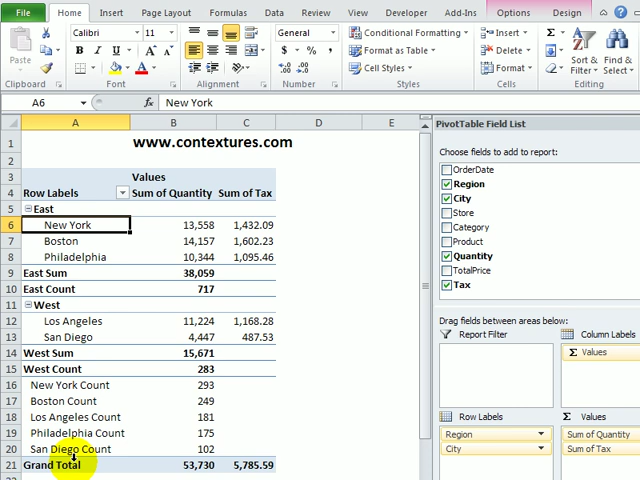 File Home Insert Page Layout Formulas Data Review View Developer Add-Ins Options Design
Paste
Calibri 11
B I U A
Clipboard Font Alignment Number Styles Cells Editing
General
$ %
Conditional Formatting
Format as Table
Cell Styles
Insert
Delete
Format
Sort & Filter
Find & Select
A6 fx New York
A B C D E
1 www.contextures.com
2
3 Values
4 Row Labels Sum of Quantity Sum of Tax
5 East
6 New York 13,558 1,432.09
7 Boston 14,157 1,602.23
8 Philadelphia 10,344 1,095.46
9 East Sum 38,059
10 East Count 717
11 West
12 Los Angeles 11,224 1,168.28
13 San Diego 4,447 487.53
14 West Sum 15,671
15 West Count 283
16 New York Count 293
17 Boston Count 249
18 Los Angeles Count 181
19 Philadelphia Count 175
20 San Diego Count 102
21 Grand Total 53,730 5,785.59
PivotTable Field List
Choose fields to add to report:
OrderDate
Region
City
Store
Category
Product
Quantity
TotalPrice
Tax
Drag fields between areas below:
Report Filter Column Labels
Σ Values
Row Labels Σ Values
Region Sum of Quantity
City Sum of Tax